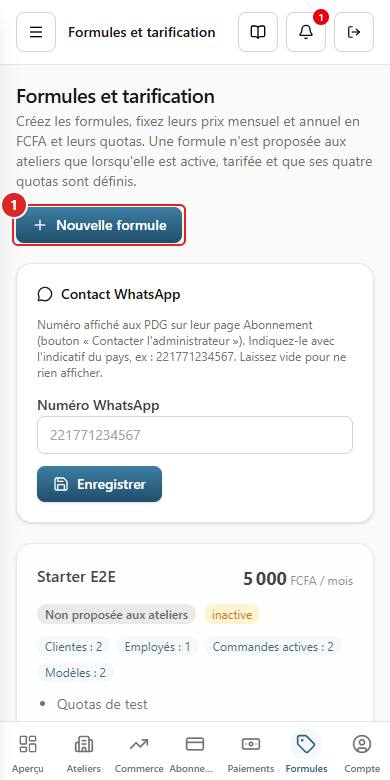 Formules et tarification
1
Formules et tarification
Créez les formules, fixez leurs prix mensuel et annuel en
FCFA et leurs quotas. Une formule n'est proposée aux
ateliers que lorsqu'elle est active, tarifée et que ses quatre
quotas sont définis.
1
Nouvelle formule
Contact WhatsApp
Numéro affiché aux PDG sur leur page Abonnement
(bouton « Contacter l'administrateur »). Indiquez-le avec
l'indicatif du pays, ex : 221771234567. Laissez vide pour ne
rien afficher.
Numéro WhatsApp
221771234567
Enregistrer
Starter E2E
5 000 FCFA / mois
Non proposée aux ateliers
inactive
Clientes : 2
Employés : 1
Commandes actives : 2
Modèles : 2
• Quotas de test
Aperçu
Ateliers
Commerce
Abonne...
Paiements
Formules
Compte